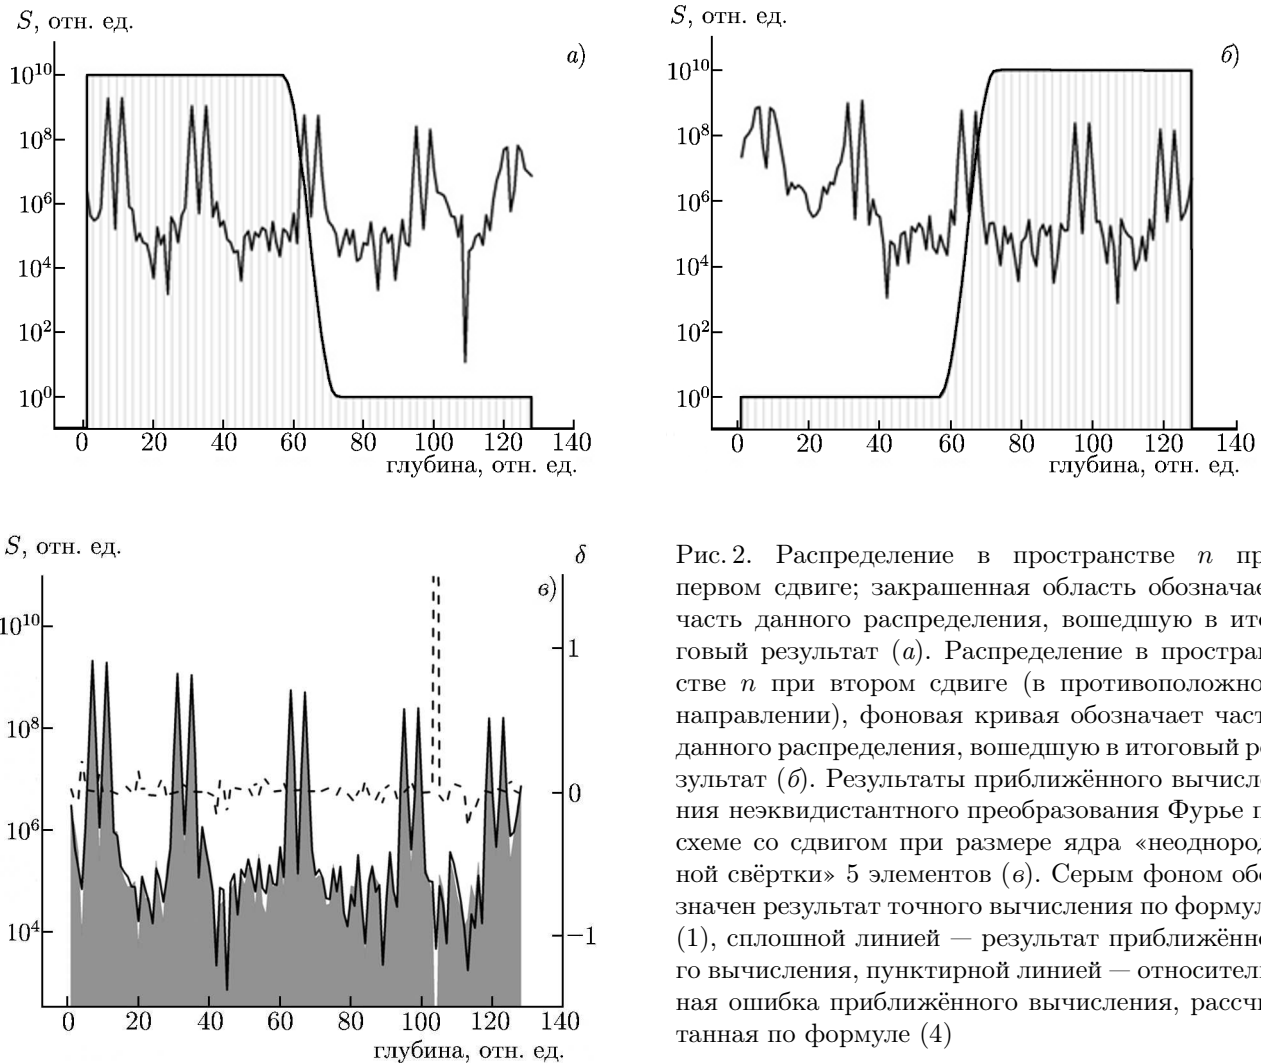 S, отн. ед.
а)
10^10
10^8
10^6
10^4
10^2
10^0
0 20 40 60 80 100 120 140
глубина, отн. ед.
S, отн. ед.
б)
10^10
10^8
10^6
10^4
10^2
10^0
0 20 40 60 80 100 120 140
глубина, отн. ед.
S, отн. ед.
δ
в)
10^10
10^8
10^6
10^4
1
0
−1
0 20 40 60 80 100 120 140
глубина, отн. ед.
Рис. 2. Распределение в пространстве n пр
первом сдвиге; закрашенная область обозначае
часть данного распределения, вошедшую в ито
говый результат (а). Распределение в простран
стве n при втором сдвиге (в противоположно
направлении), фоновая кривая обозначает част
данного распределения, вошедшую в итоговый ре
зультат (б). Результаты приближённого вычисле
ния неэквидистантного преобразования Фурье п
схеме со сдвигом при размере ядра «неоднород
ной свёртки» 5 элементов (в). Серым фоном обо
значен результат точного вычисления по формул
(1), сплошной линией — результат приближённо
го вычисления, пунктирной линией — относитель
ная ошибка приближённого вычисления, рассчи
танная по формуле (4)